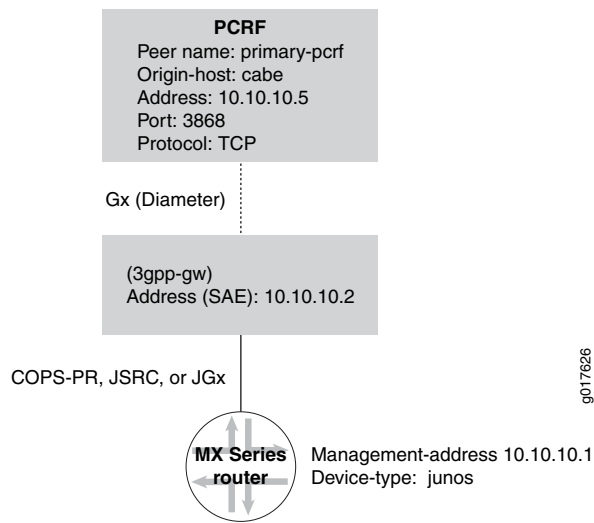 PCRF
Peer name: primary-pcrf
Origin-host: cabe
Address: 10.10.10.5
Port: 3868
Protocol: TCP
Gx (Diameter)
(3gpp-gw)
Address (SAE): 10.10.10.2
COPS-PR, JSRC, or JGx
MX Series
router
Management-address 10.10.10.1
Device-type: junos
g017626